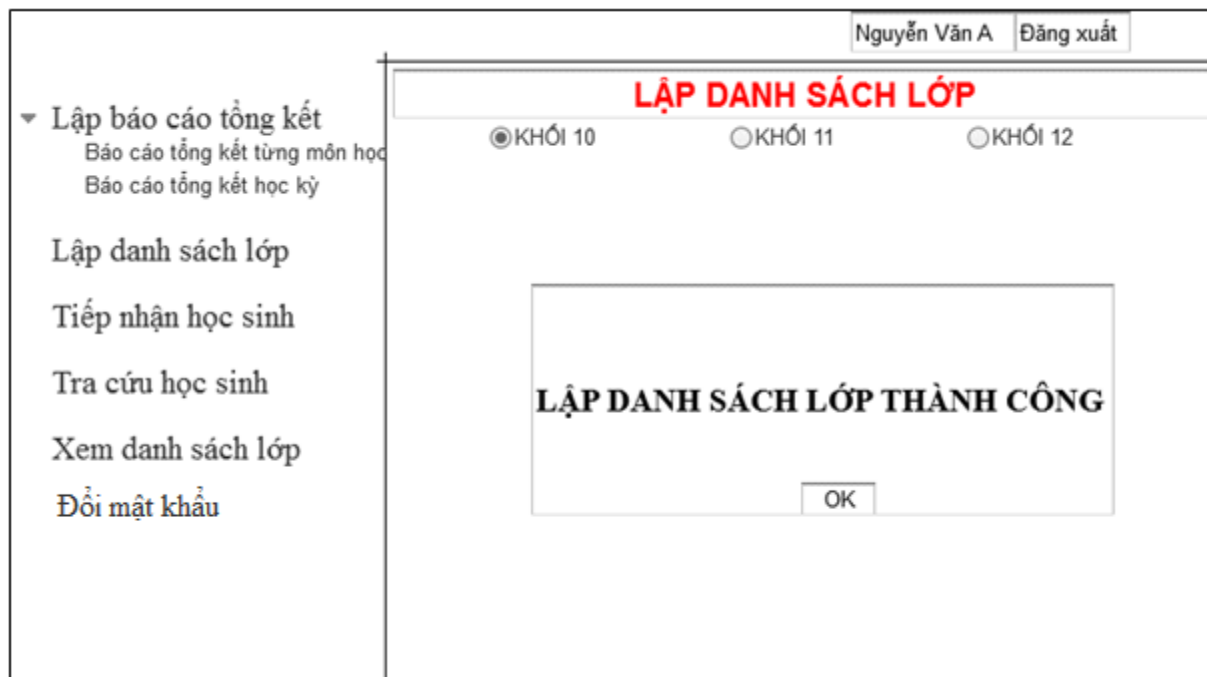 Nguyễn Văn A Đăng xuất
LẬP DANH SÁCH LỚP
KHỐI 10 KHỐI 11 KHỐI 12
Lập báo cáo tổng kết
Báo cáo tổng kết từng môn học
Báo cáo tổng kết học kỳ
Lập danh sách lớp
Tiếp nhận học sinh
Tra cứu học sinh
Xem danh sách lớp
Đổi mật khẩu
LẬP DANH SÁCH LỚP THÀNH CÔNG
OK